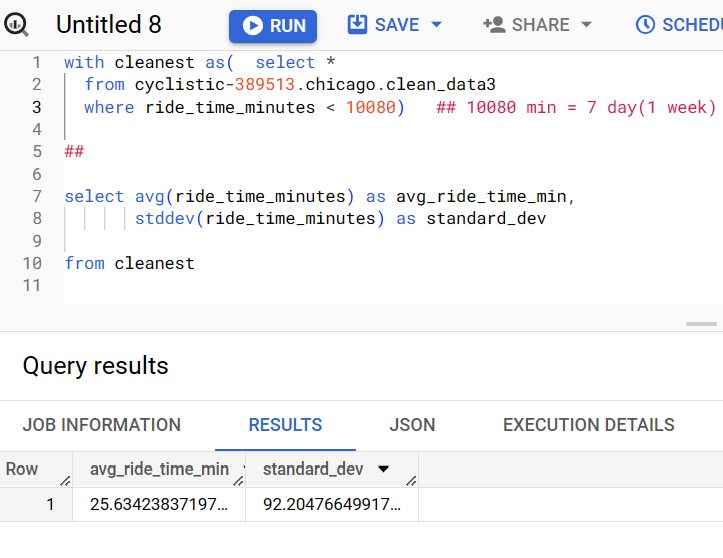 Untitled 8 RUN SAVE SHARE SCHEDU
1 with cleanest as(  select *
2   from cyclistic-389513.chicago.clean_data3
3   where ride_time_minutes < 10080)   ## 10080 min = 7 day(1 week)
4
5 ##
6
7 select avg(ride_time_minutes) as avg_ride_time_min,
8        stddev(ride_time_minutes) as standard_dev
9
10 from cleanest
11
Query results
JOB INFORMATION RESULTS JSON EXECUTION DETAILS
Row avg_ride_time_min standard_dev
1 25.63423837197... 92.20476649917...